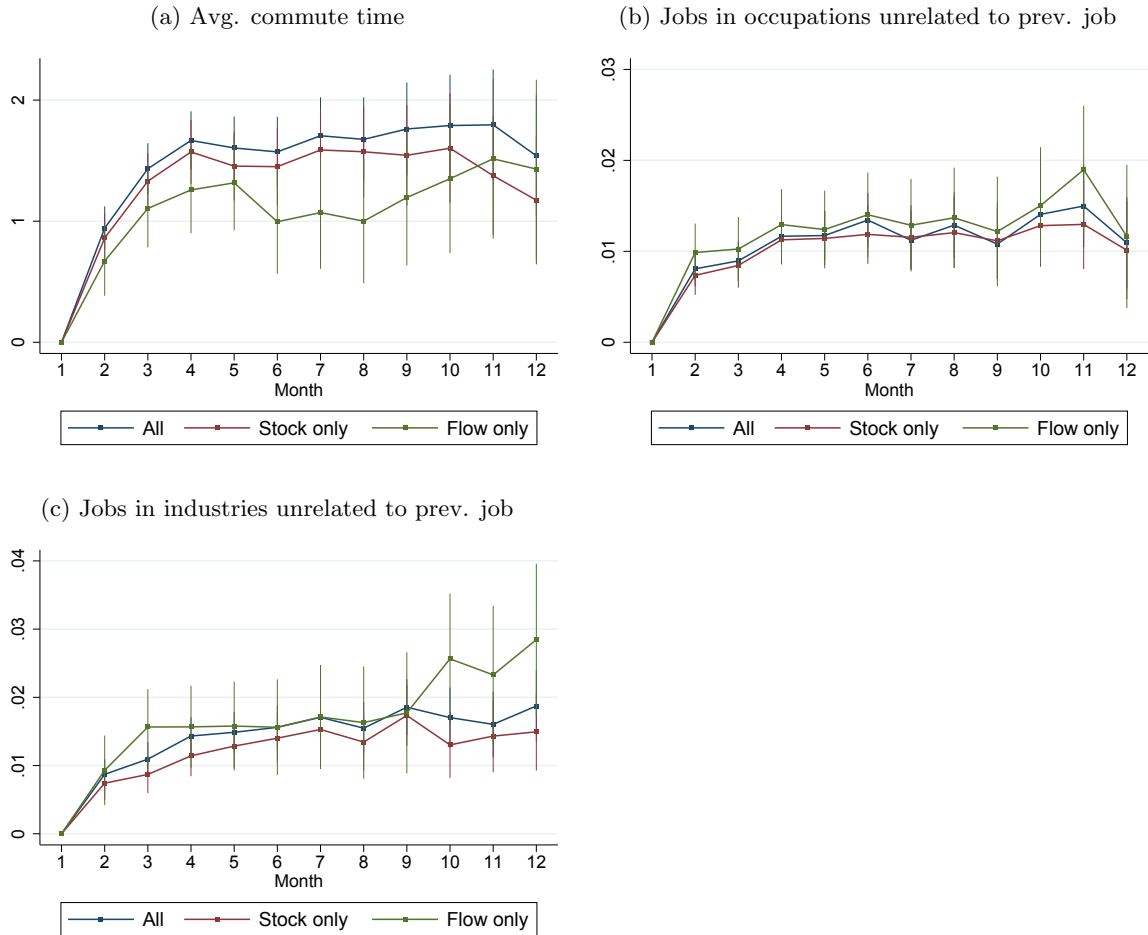 (a) Avg. commute time
2
1
0
1 2 3 4 5 6 7 8 9 10 11 12
Month
All Stock only Flow only
(b) Jobs in occupations unrelated to prev. job
.03
.02
.01
0
1 2 3 4 5 6 7 8 9 10 11 12
Month
All Stock only Flow only
(c) Jobs in industries unrelated to prev. job
.04
.03
.02
.01
0
1 2 3 4 5 6 7 8 9 10 11 12
Month
All Stock only Flow only